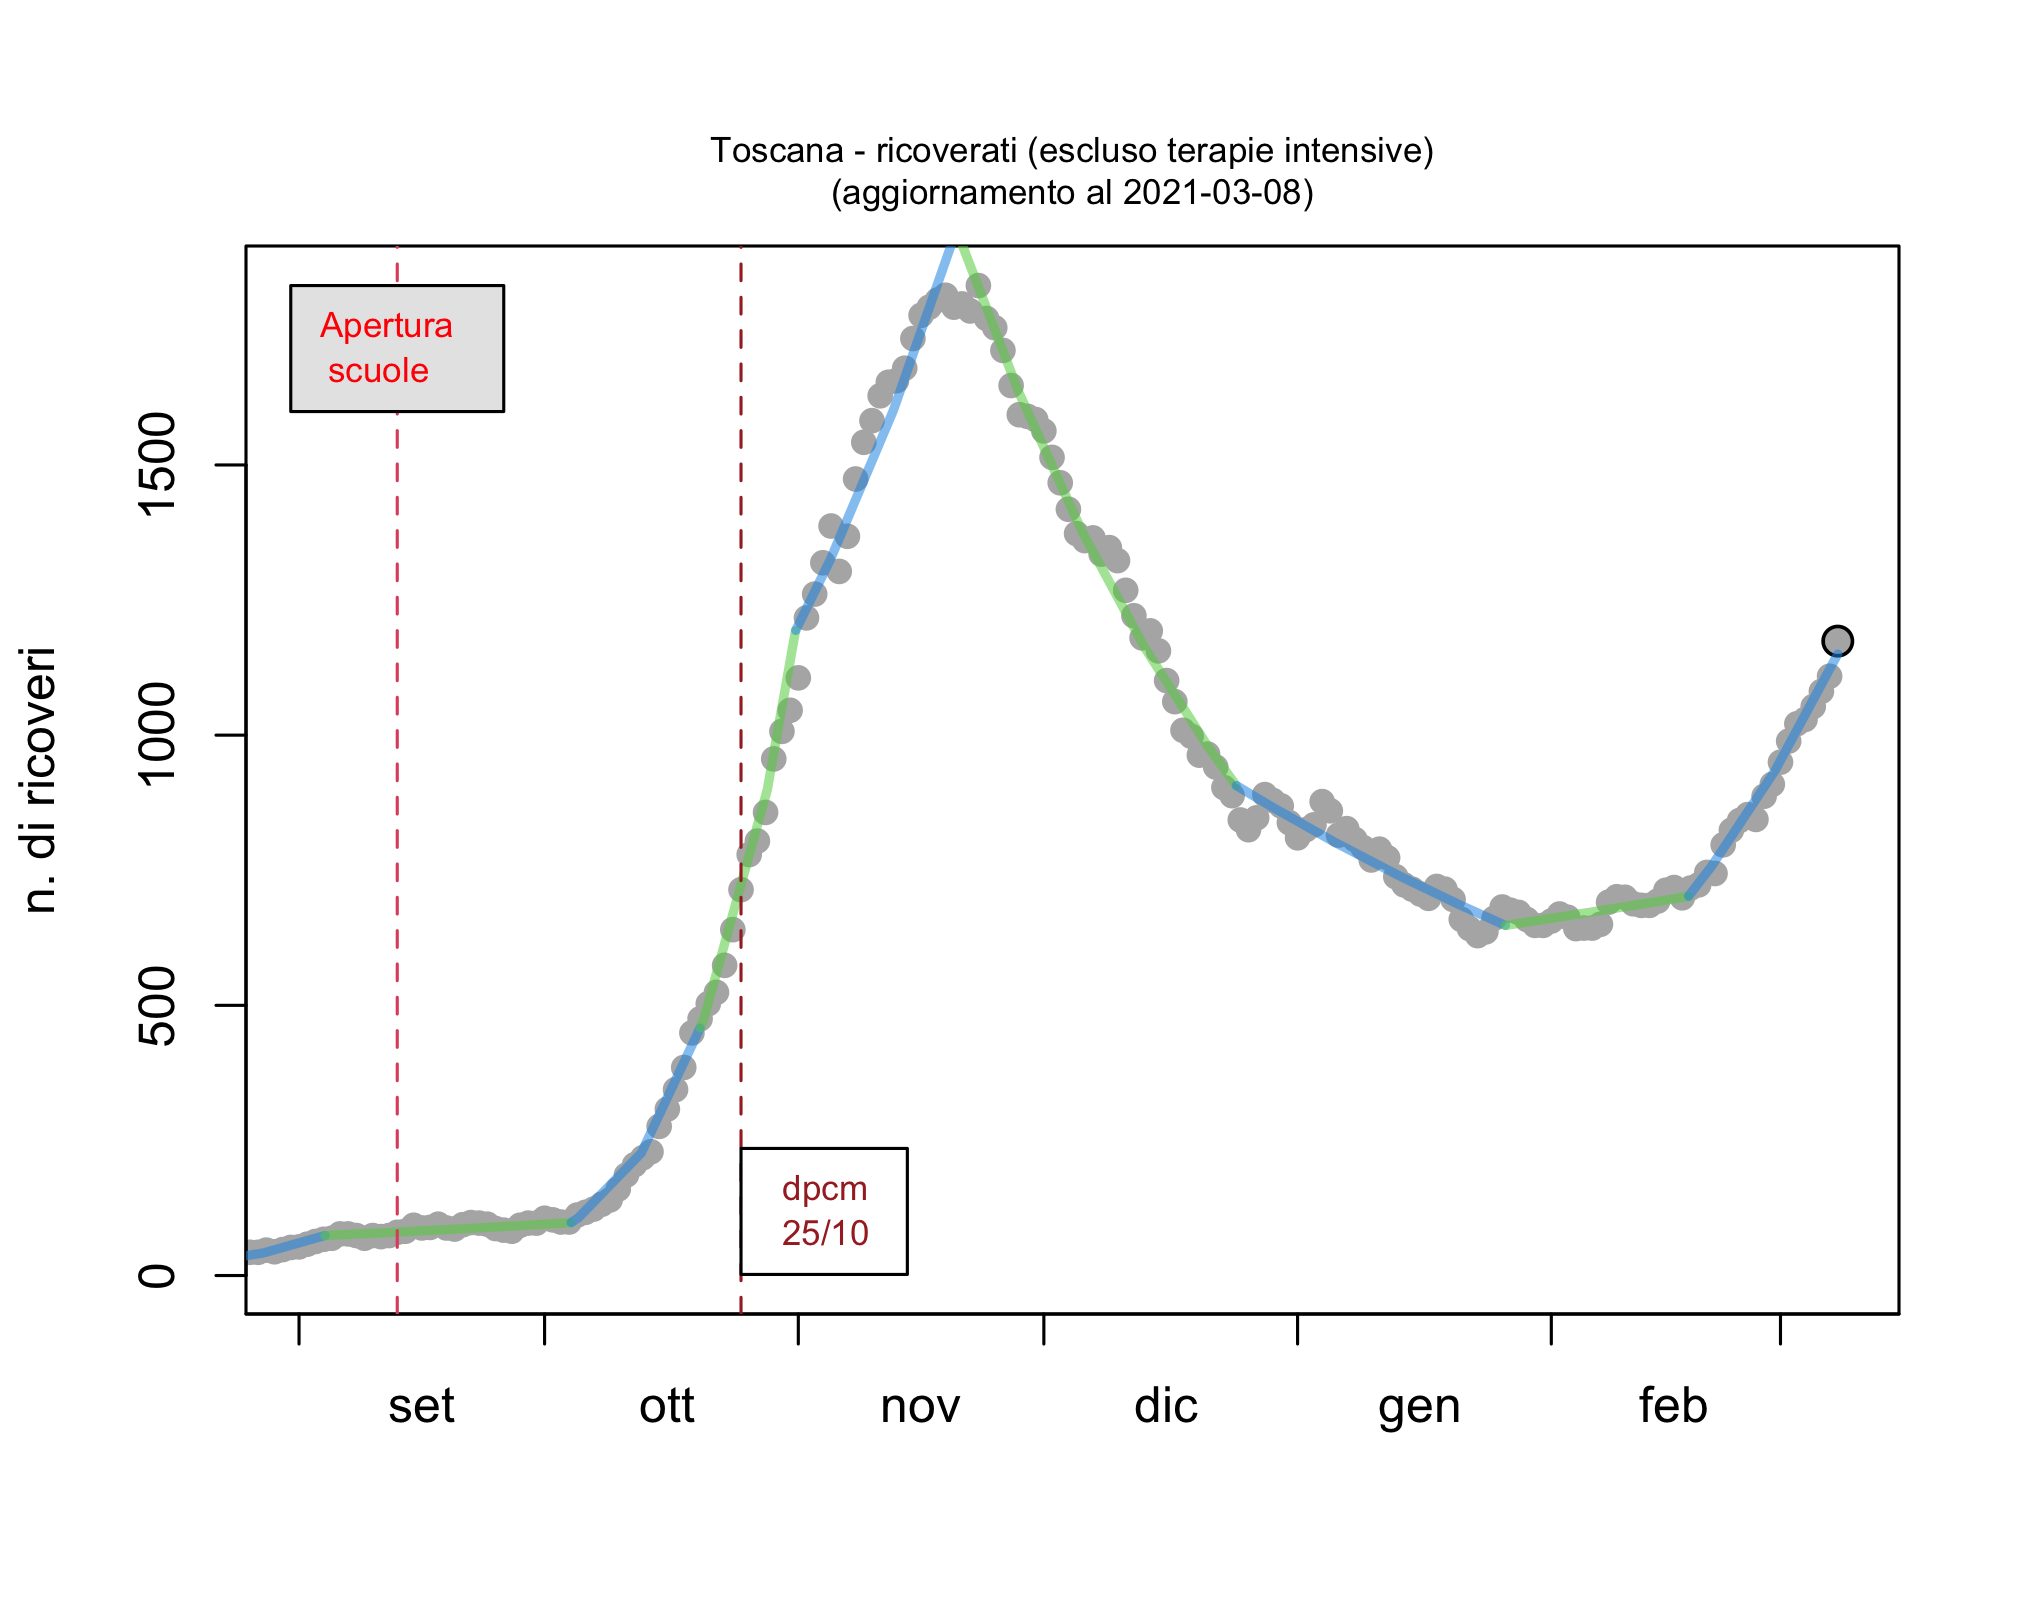 Toscana - ricoverati (escluso terapie intensive)
(aggiornamento al 2021-03-08)
Apertura
scuole
n. di ricoveri
1500
1000
500
0
dpcm
25/10
set ott nov dic gen feb